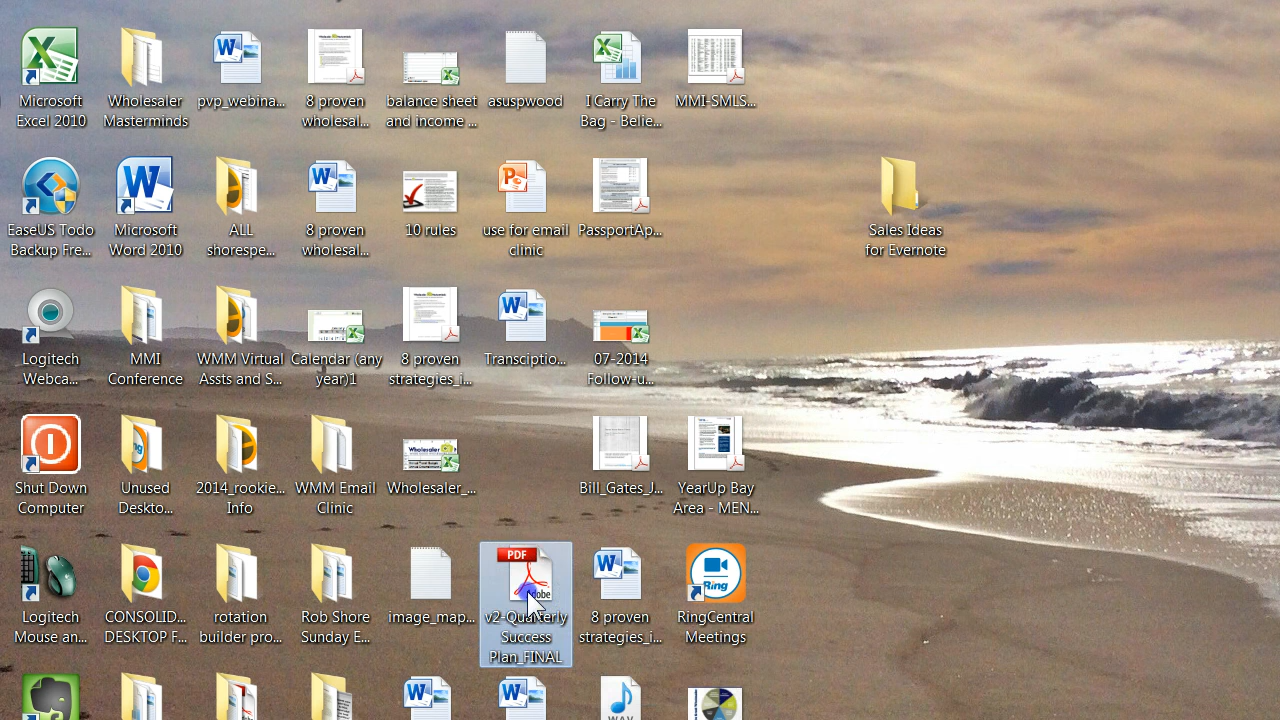 Microsoft
Excel 2010
Wholesaler
Masterminds
pvp_webina...
8 proven
wholesal...
balance sheet
and income ...
asuspwood
I Carry The
Bag - Belie...
MMI-SMLS...
EaseUS Todo
Backup Fre...
Microsoft
Word 2010
ALL
shorespe...
8 proven
wholesal...
10 rules
use for email
clinic
PassportAp...
Sales Ideas
for Evernote
Logitech
Webca...
MMI
Conference
WMM Virtual
Assts and S...
Calendar (any
year)1
8 proven
strategies_i...
Transciptio...
07-2014
Follow-u...
Shut Down
Computer
Unused
Deskto...
2014_rookie...
Info
WMM Email
Clinic
Wholesaler_...
Bill_Gates_J...
YearUp Bay
Area - MEN...
Logitech
Mouse an...
CONSOLID...
DESKTOP F...
rotation
builder pro...
Rob Shore
Sunday E...
image_map...
PDF
Adobe
v2-Quarterly
Success
Plan_FINAL
8 proven
strategies_i...
Ring
RingCentral
Meetings
WAV